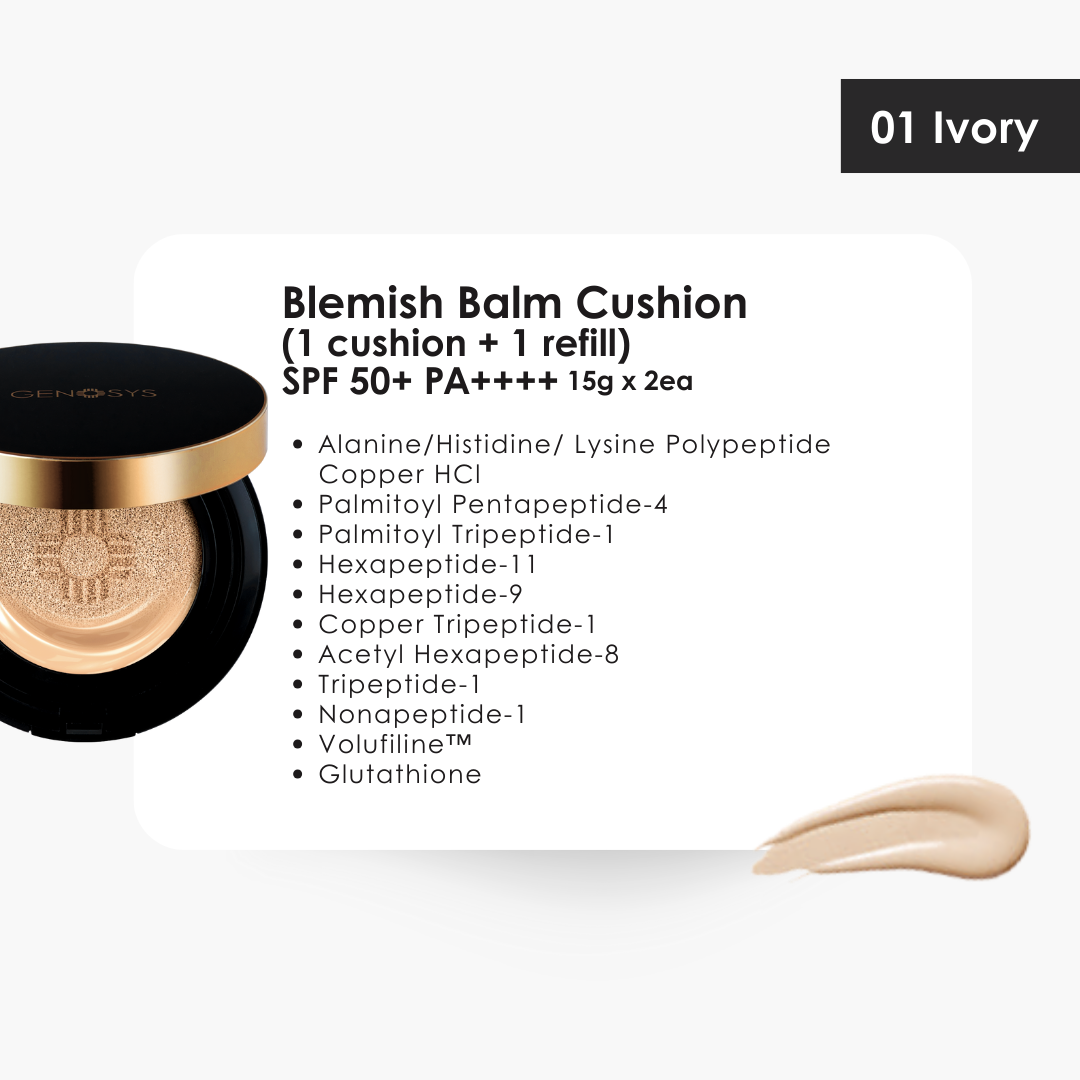 01 Ivory
Blemish Balm Cushion
(1 cushion + 1 refill)
SPF 50+ PA++++ 15g x 2ea
GENOSYS
• Alanine/Histidine/ Lysine Polypeptide
Copper HCl
• Palmitoyl Pentapeptide-4
• Palmitoyl Tripeptide-1
• Hexapeptide-11
• Hexapeptide-9
• Copper Tripeptide-1
• Acetyl Hexapeptide-8
• Tripeptide-1
• Nonapeptide-1
• Volufiline™
• Glutathione